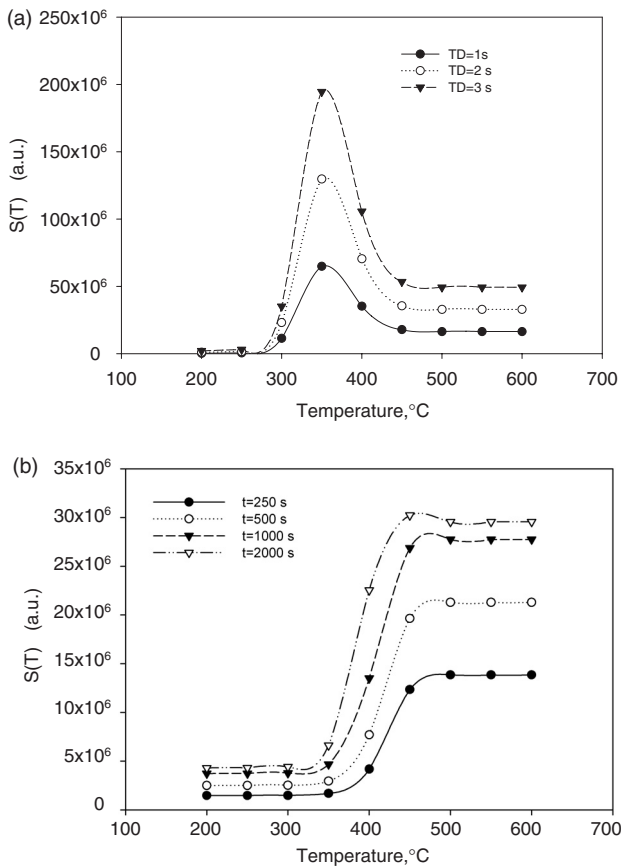 (a)
250x10⁶
200x10⁶
150x10⁶
100x10⁶
50x10⁶
0
S(T) (a.u.)
TD=1s
TD=2 s
TD=3 s
100 200 300 400 500 600 700
Temperature,°C
(b)
35x10⁶
30x10⁶
25x10⁶
20x10⁶
15x10⁶
10x10⁶
5x10⁶
0
S(T) (a.u.)
t=250 s
t=500 s
t=1000 s
t=2000 s
100 200 300 400 500 600 700
Temperature,°C